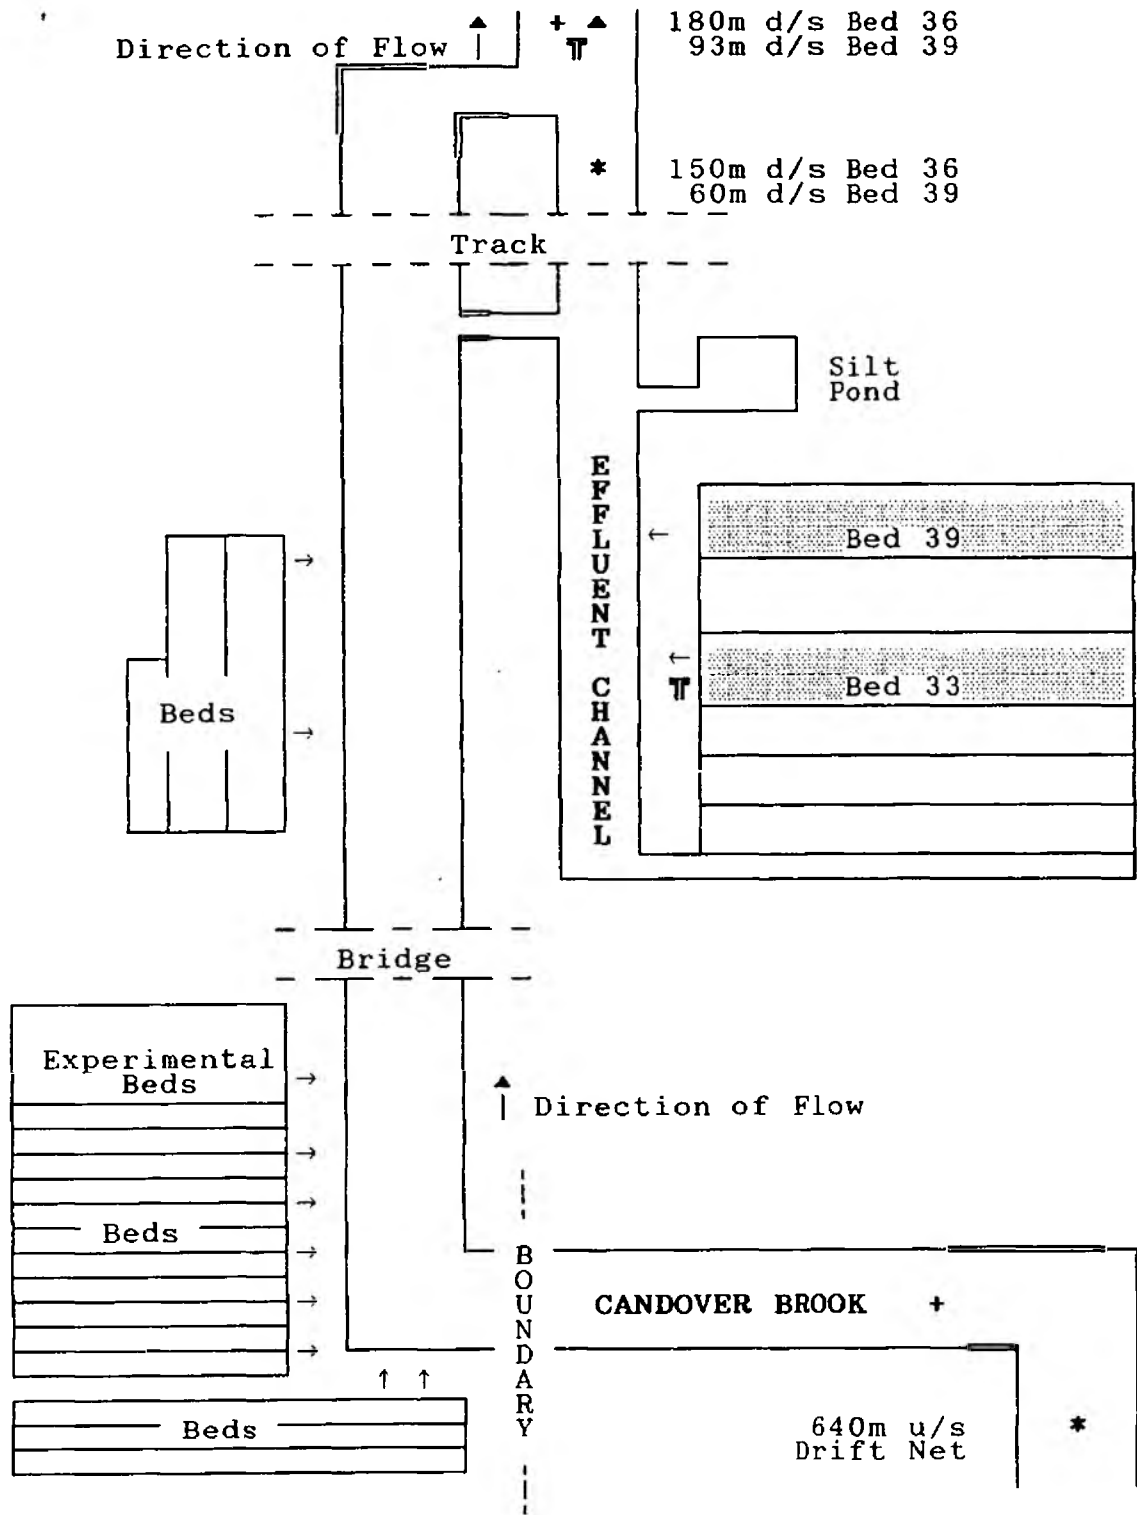 Direction of Flow
180m d/s Bed 36
93m d/s Bed 39
150m d/s Bed 36
60m d/s Bed 39
Track
Silt
Pond
EFFLUENT CHANNEL
Bed 39
Bed 33
Beds
Bridge
Experimental
Beds
Direction of Flow
Beds
BOUNDARY
CANDOVER BROOK
Beds
640m u/s
Drift Net